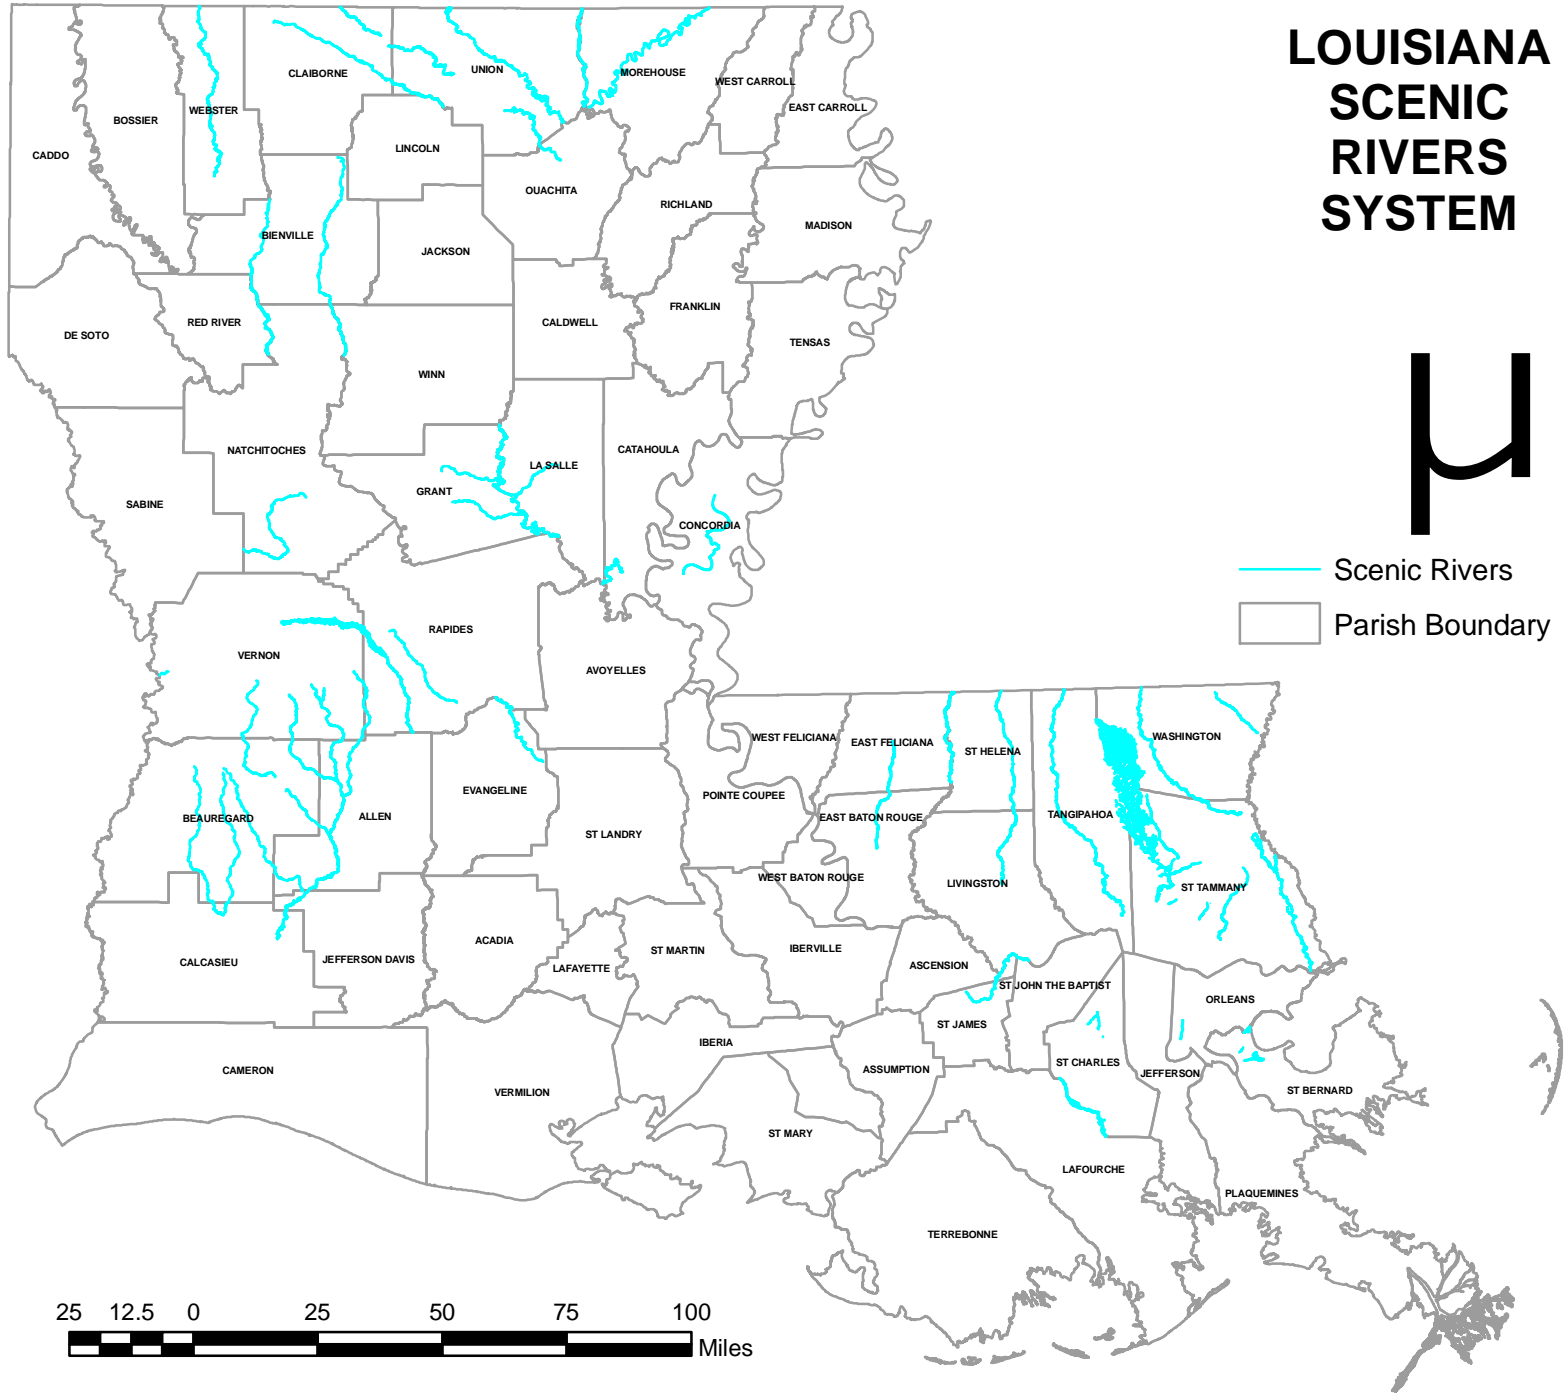 LOUISIANA
SCENIC
RIVERS
SYSTEM
µ
Scenic Rivers
Parish Boundary
CLAIBORNE
UNION
MOREHOUSE
WEST CARROLL
EAST CARROLL
WEBSTER
BOSSIER
CADDO
LINCOLN
OUACHITA
RICHLAND
MADISON
BIENVILLE
JACKSON
FRANKLIN
RED RIVER
CALDWELL
DE SOTO
TENSAS
WINN
NATCHITOCHES
CATAHOULA
LA SALLE
GRANT
SABINE
CONCORDIA
RAPIDES
VERNON
AVOYELLES
WEST FELICIANA
EAST FELICIANA
ST HELENA
WASHINGTON
EVANGELINE
POINTE COUPEE
BEAUREGARD
ALLEN
EAST BATON ROUGE
TANGIPAHOA
ST LANDRY
WEST BATON ROUGE
LIVINGSTON
ST TAMMANY
ACADIA
ST MARTIN
IBERVILLE
CALCASIEU
JEFFERSON DAVIS
LAFAYETTE
ASCENSION
ST JOHN THE BAPTIST
ORLEANS
ST JAMES
IBERIA
CAMERON
ASSUMPTION
ST CHARLES
JEFFERSON
VERMILION
ST BERNARD
ST MARY
LAFOURCHE
PLAQUEMINES
TERREBONNE
25 12.5 0 25 50 75 100
Miles